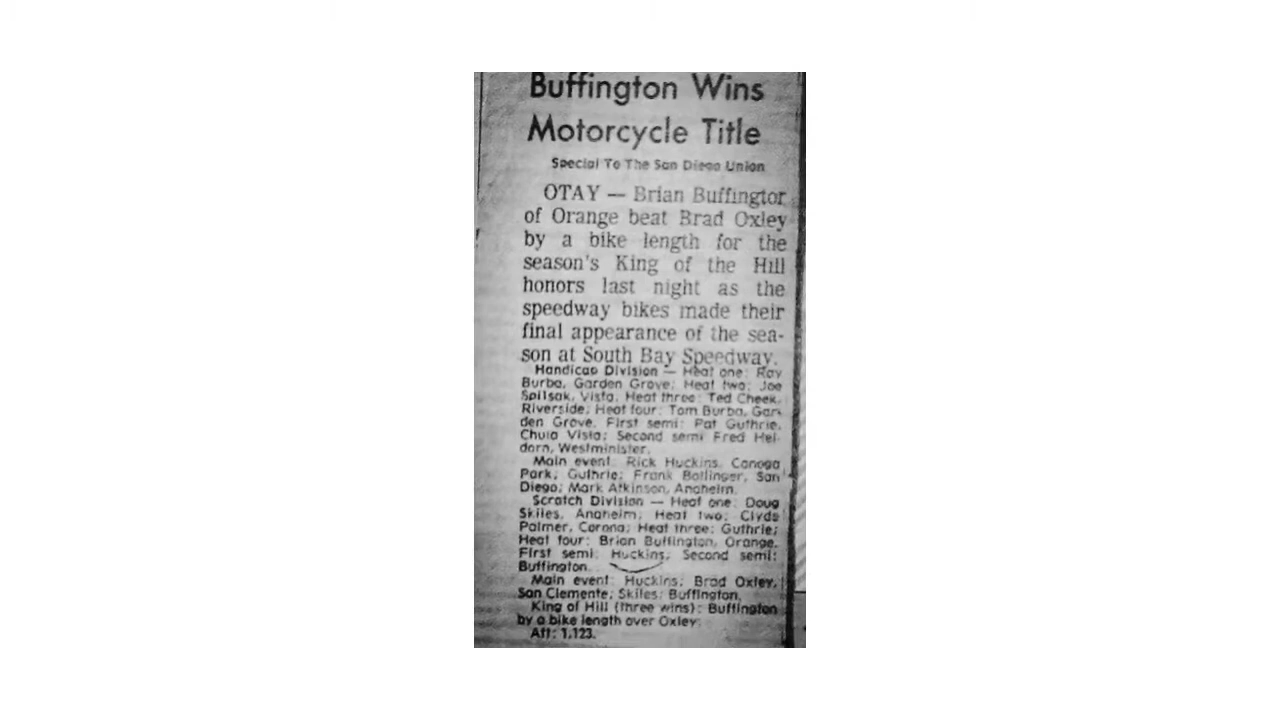 Buffington Wins
Motorcycle Title
Special To The San Diego Union
OTAY — Brian Buffington
of Orange beat Brad Oxley
by a bike length for the
season's King of the Hill
honors last night as the
speedway bikes made their
final appearance of the sea-
son at South Bay Speedway.
Handicap Division — Heat one: Ray
Burba, Garden Grove; Heat two: Joe
Spilsak, Vista. Heat three: Ted Cheek,
Riverside; Heat four: Tom Burba, Gar-
den Grove. First semi: Pat Guthrie,
Chula Vista; Second semi Fred Hei-
dorn, Westminister.
Main event: Rick Huckins, Canoga
Park; Guthrie; Frank Bollinger, San
Diego; Mark Atkinson, Anaheim.
Scratch Division — Heat one: Doug
Skiles, Anaheim; Heat two: Clyde
Palmer, Corona; Heat three: Guthrie;
Heat four: Brian Buffington, Orange.
First semi: Huckins, Second semi:
Buffington.
Main event: Huckins; Brad Oxley,
San Clemente; Skiles; Buffington.
King of Hill (three wins): Buffington
by a bike length over Oxley.
Att: 1,123.